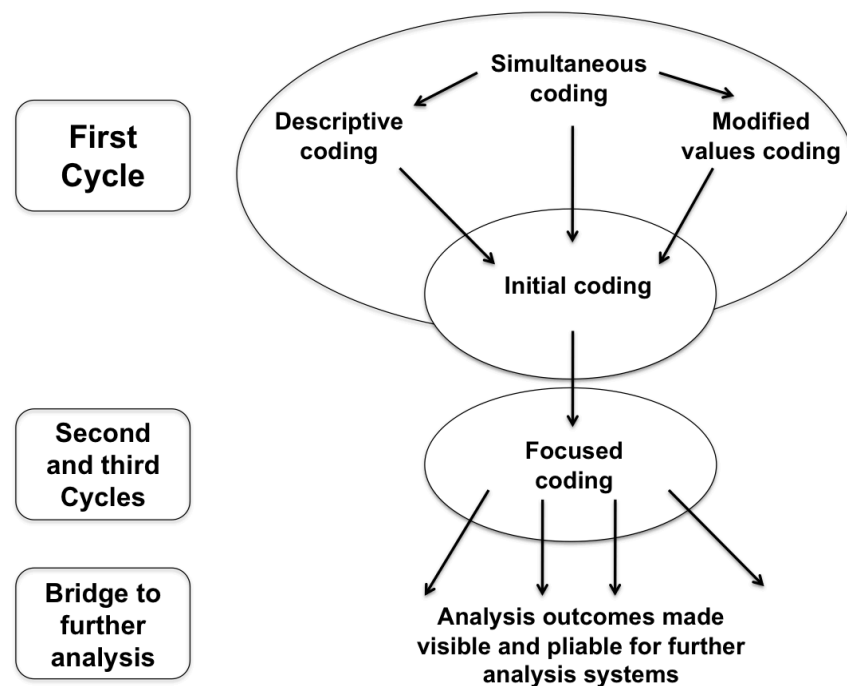 First
Cycle
Simultaneous
coding
Descriptive
coding
Modified
values coding
Initial coding
Second
and third
Cycles
Focused
coding
Bridge to
further
analysis
Analysis outcomes made
visible and pliable for further
analysis systems